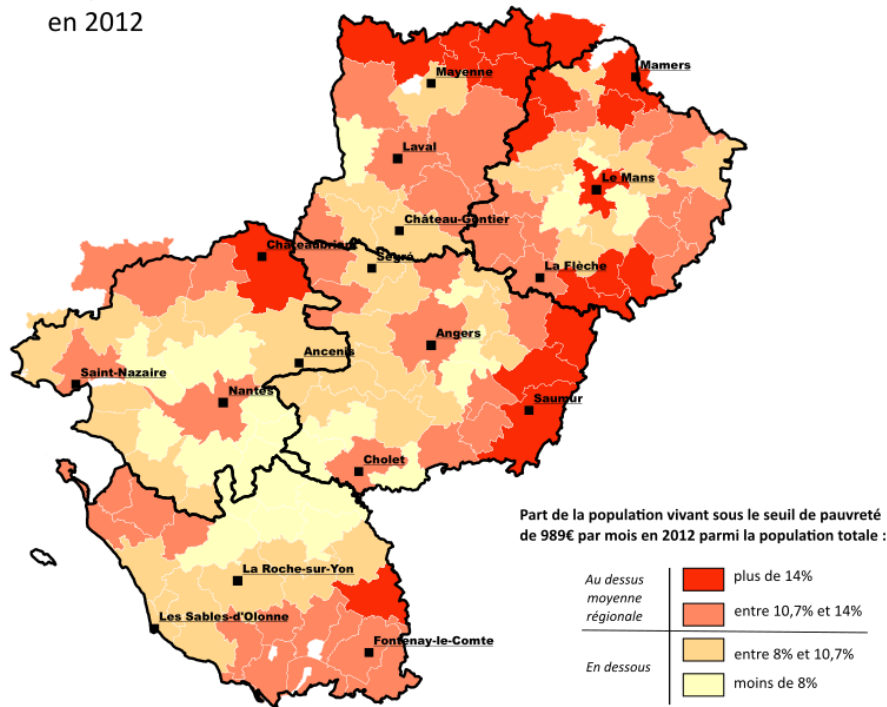 en 2012
Mamers
Mayenne
Laval
Le Mans
Château-Gontier
Châteaubrian
Segré
La Flèche
Angers
Ancenis
Saint-Nazaire
Nantes
Saumur
Cholet
Part de la population vivant sous le seuil de pauvreté
de 989€ par mois en 2012 parmi la population totale :
La Roche-sur-Yon
Au dessus
moyenne
régionale
plus de 14%
entre 10,7% et 14%
Les Sables-d'Olonne
Fontenay-le-Comte
En dessous
entre 8% et 10,7%
moins de 8%